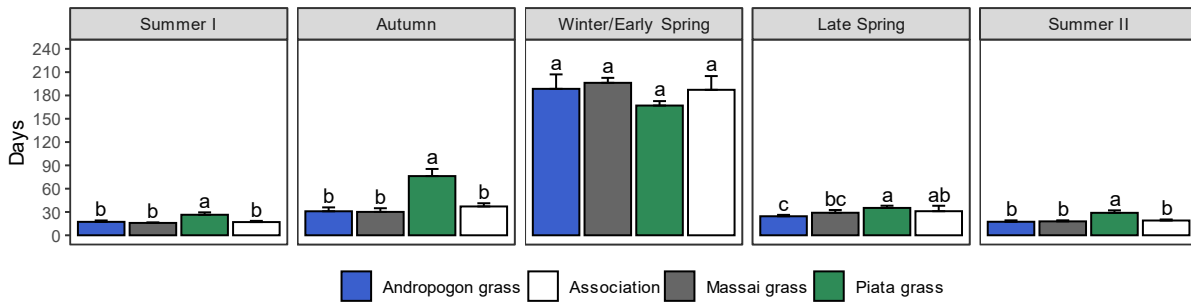 Summer I
Autumn
Winter/Early Spring
Late Spring
Summer II
Days
240
210
180
150
120
90
60
30
0
b b a b
b b a b
a a a a
c bc a ab
b b a b
Andropogon grass Association Massai grass Piata grass